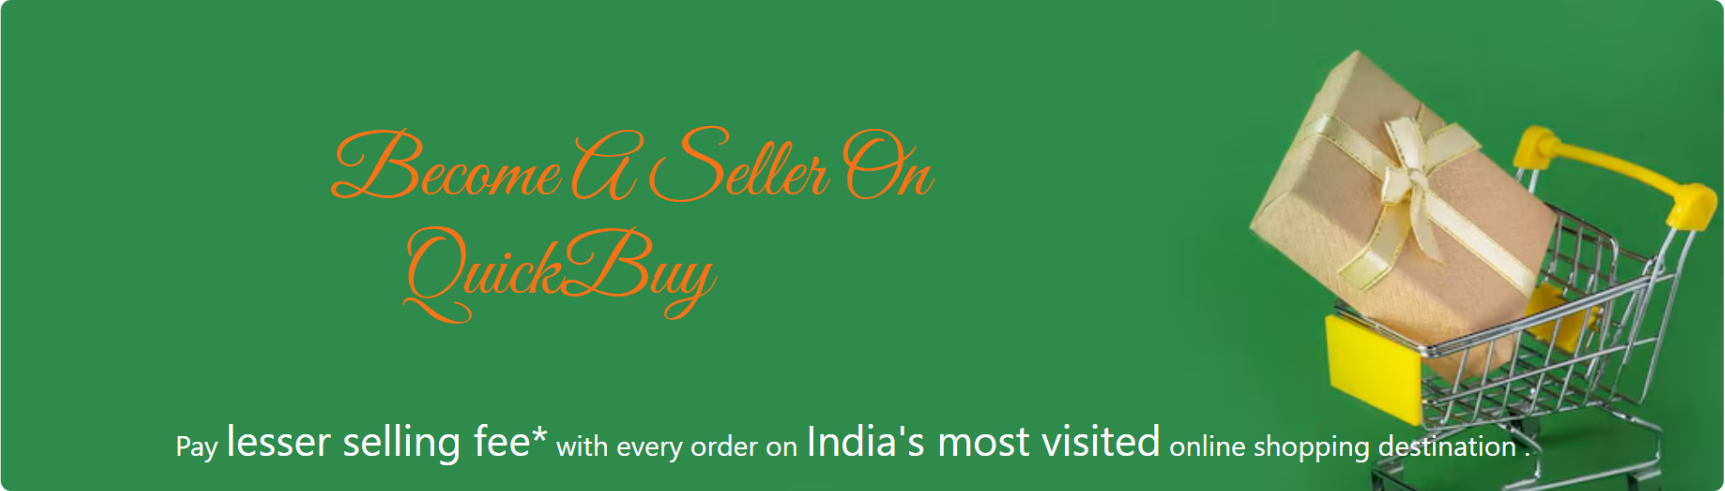 Become A Seller On
QuickBuy
Pay lesser selling fee* with every order on India's most visited online shopping destination .